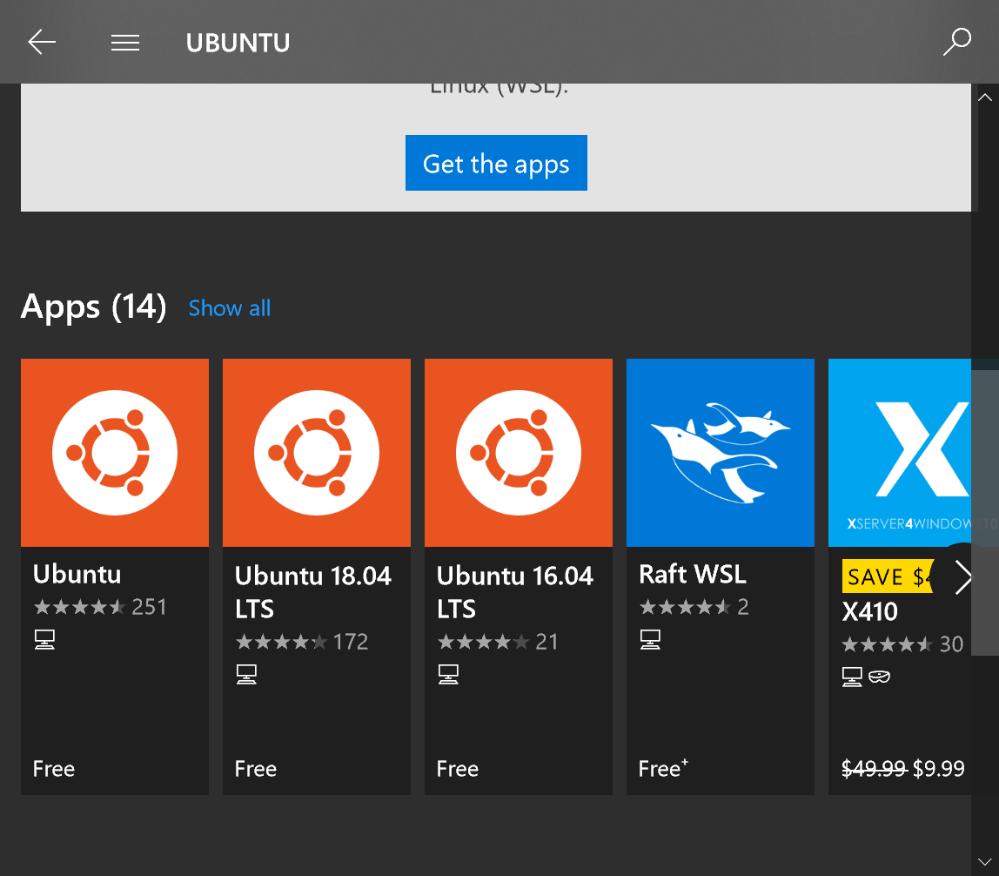 UBUNTU
Linux (WSL).
Get the apps
Apps (14) Show all
XSERVER4WINDOWS10
Ubuntu
251
Free
Ubuntu 18.04
LTS
172
Free
Ubuntu 16.04
LTS
21
Free
Raft WSL
2
Free+
SAVE $4
X410
30
$49.99 $9.99